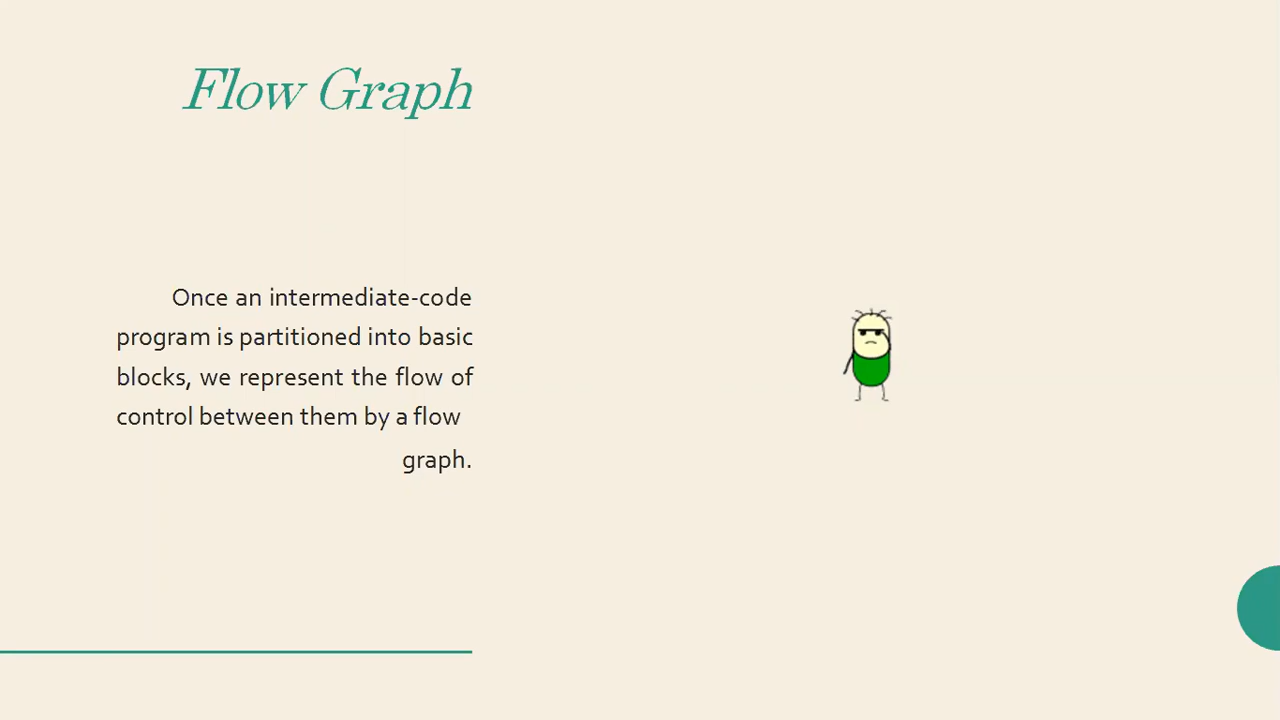 Flow Graph
Once an intermediate-code
program is partitioned into basic
blocks, we represent the flow of
control between them by a flow
graph.